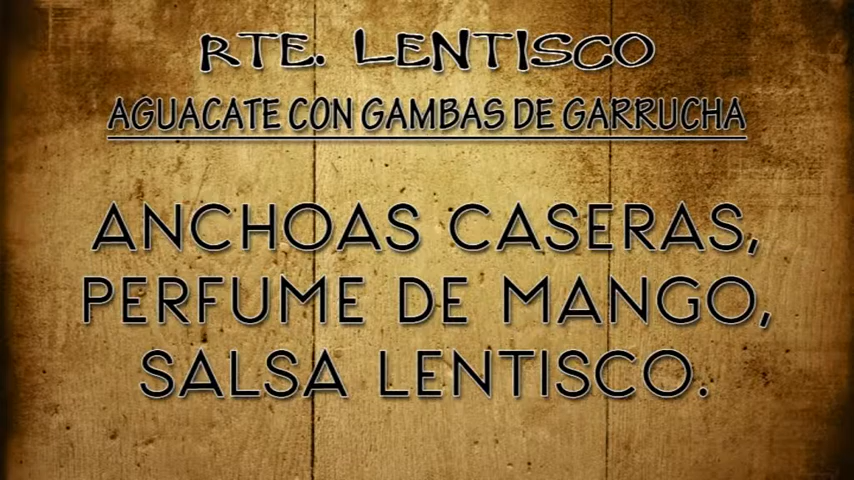 RTE. LENTISCO
AGUACATE CON GAMBAS DE GARRUCHA
ANCHOAS CASERAS,
PERFUME DE MANGO,
SALSA LENTISCO.